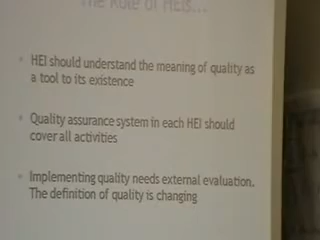 The Role of HEIs...
HEI should understand the meaning of quality as
a tool to its existence
Quality assurance system in each HEI should
cover all activities
Implementing quality needs external evaluation.
The definition of quality is changing